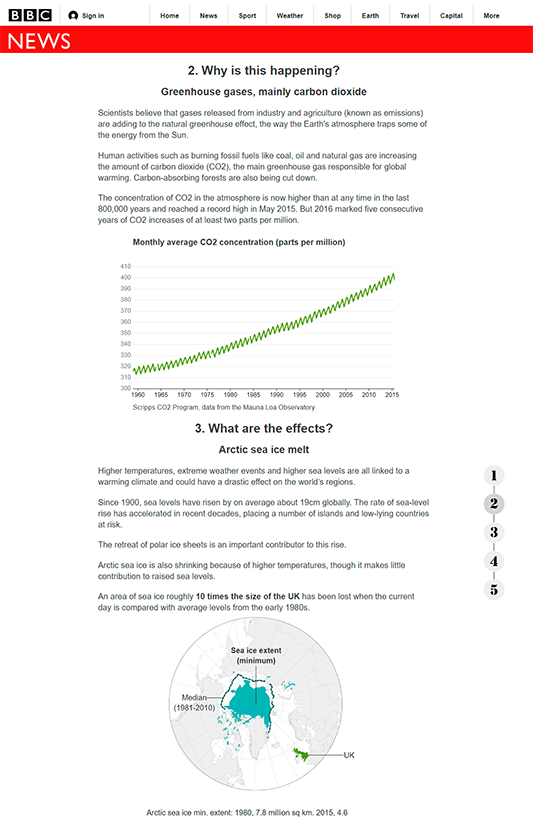 BBC Sign in Home News Sport Weather Shop Earth Travel Capital More
NEWS
2. Why is this happening?
Greenhouse gases, mainly carbon dioxide
Scientists believe that gases released from industry and agriculture (known as emissions)
are adding to the natural greenhouse effect, the way the Earth's atmosphere traps some of
the energy from the Sun.
Human activities such as burning fossil fuels like coal, oil and natural gas are increasing
the amount of carbon dioxide (CO2), the main greenhouse gas responsible for global
warming. Carbon-absorbing forests are also being cut down.
The concentration of CO2 in the atmosphere is now higher than at any time in the last
800,000 years and reached a record high in May 2015. But 2016 marked five consecutive
years of CO2 increases of at least two parts per million.
Monthly average CO2 concentration (parts per million)
410
400
390
380
370
360
350
340
330
320
310
300
1960 1965 1970 1975 1980 1985 1990 1995 2000 2005 2010 2015
Scripps CO2 Program, data from the Mauna Loa Observatory
3. What are the effects?
Arctic sea ice melt
Higher temperatures, extreme weather events and higher sea levels are all linked to a
warming climate and could have a drastic effect on the world's regions.
Since 1900, sea levels have risen by on average about 19cm globally. The rate of sea-level
rise has accelerated in recent decades, placing a number of islands and low-lying countries
at risk.
The retreat of polar ice sheets is an important contributor to this rise.
Arctic sea ice is also shrinking because of higher temperatures, though it makes little
contribution to raised sea levels.
An area of sea ice roughly 10 times the size of the UK has been lost when the current
day is compared with average levels from the early 1980s.
1
2
3
4
5
Sea ice extent
(minimum)
Median
(1981-2010)
UK
Arctic sea ice min. extent: 1980, 7.8 million sq km. 2015, 4.6